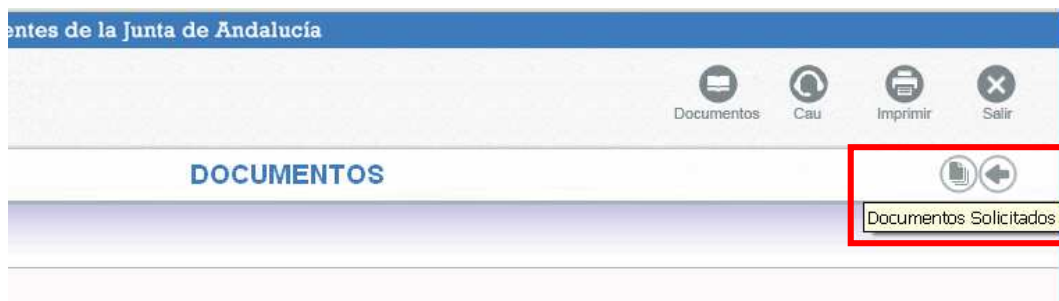 entes de la Junta de Andalucía
Documentos Cau Imprimir Salir
DOCUMENTOS
Documentos Solicitados